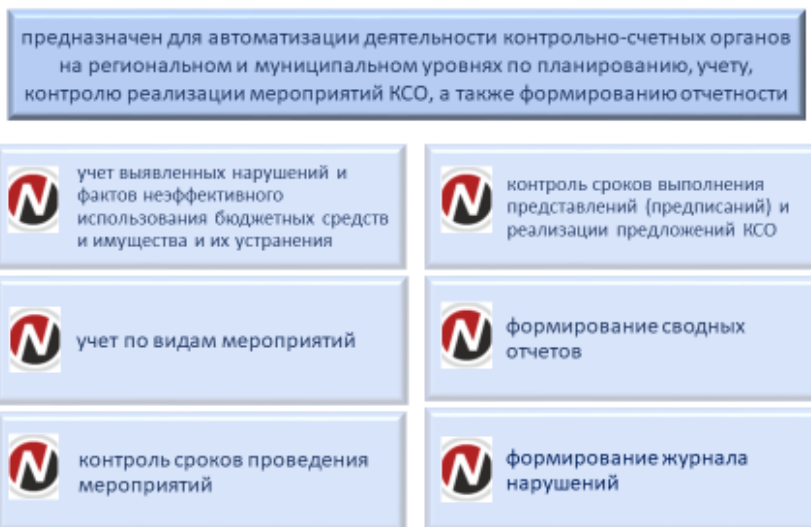 предназначен для автоматизации деятельности контрольно-счетных органов
на региональном и муниципальном уровнях по планированию, учету,
контролю реализации мероприятий КСО, а также формированию отчетности
учет выявленных нарушений и
фактов неэффективного
использования бюджетных средств
и имущества и их устранения
контроль сроков выполнения
представлений (предписаний) и
реализации предложений КСО
учет по видам мероприятий
формирование сводных
отчетов
контроль сроков проведения
мероприятий
формирование журнала
нарушений